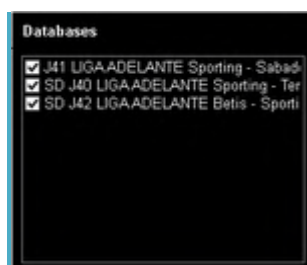 Databases
J41 LIGA ADELANTE Sporting - Sabad
SD J40 LIGA ADELANTE Sporting - Ter
SD J42 LIGA ADELANTE Betis - Sporti